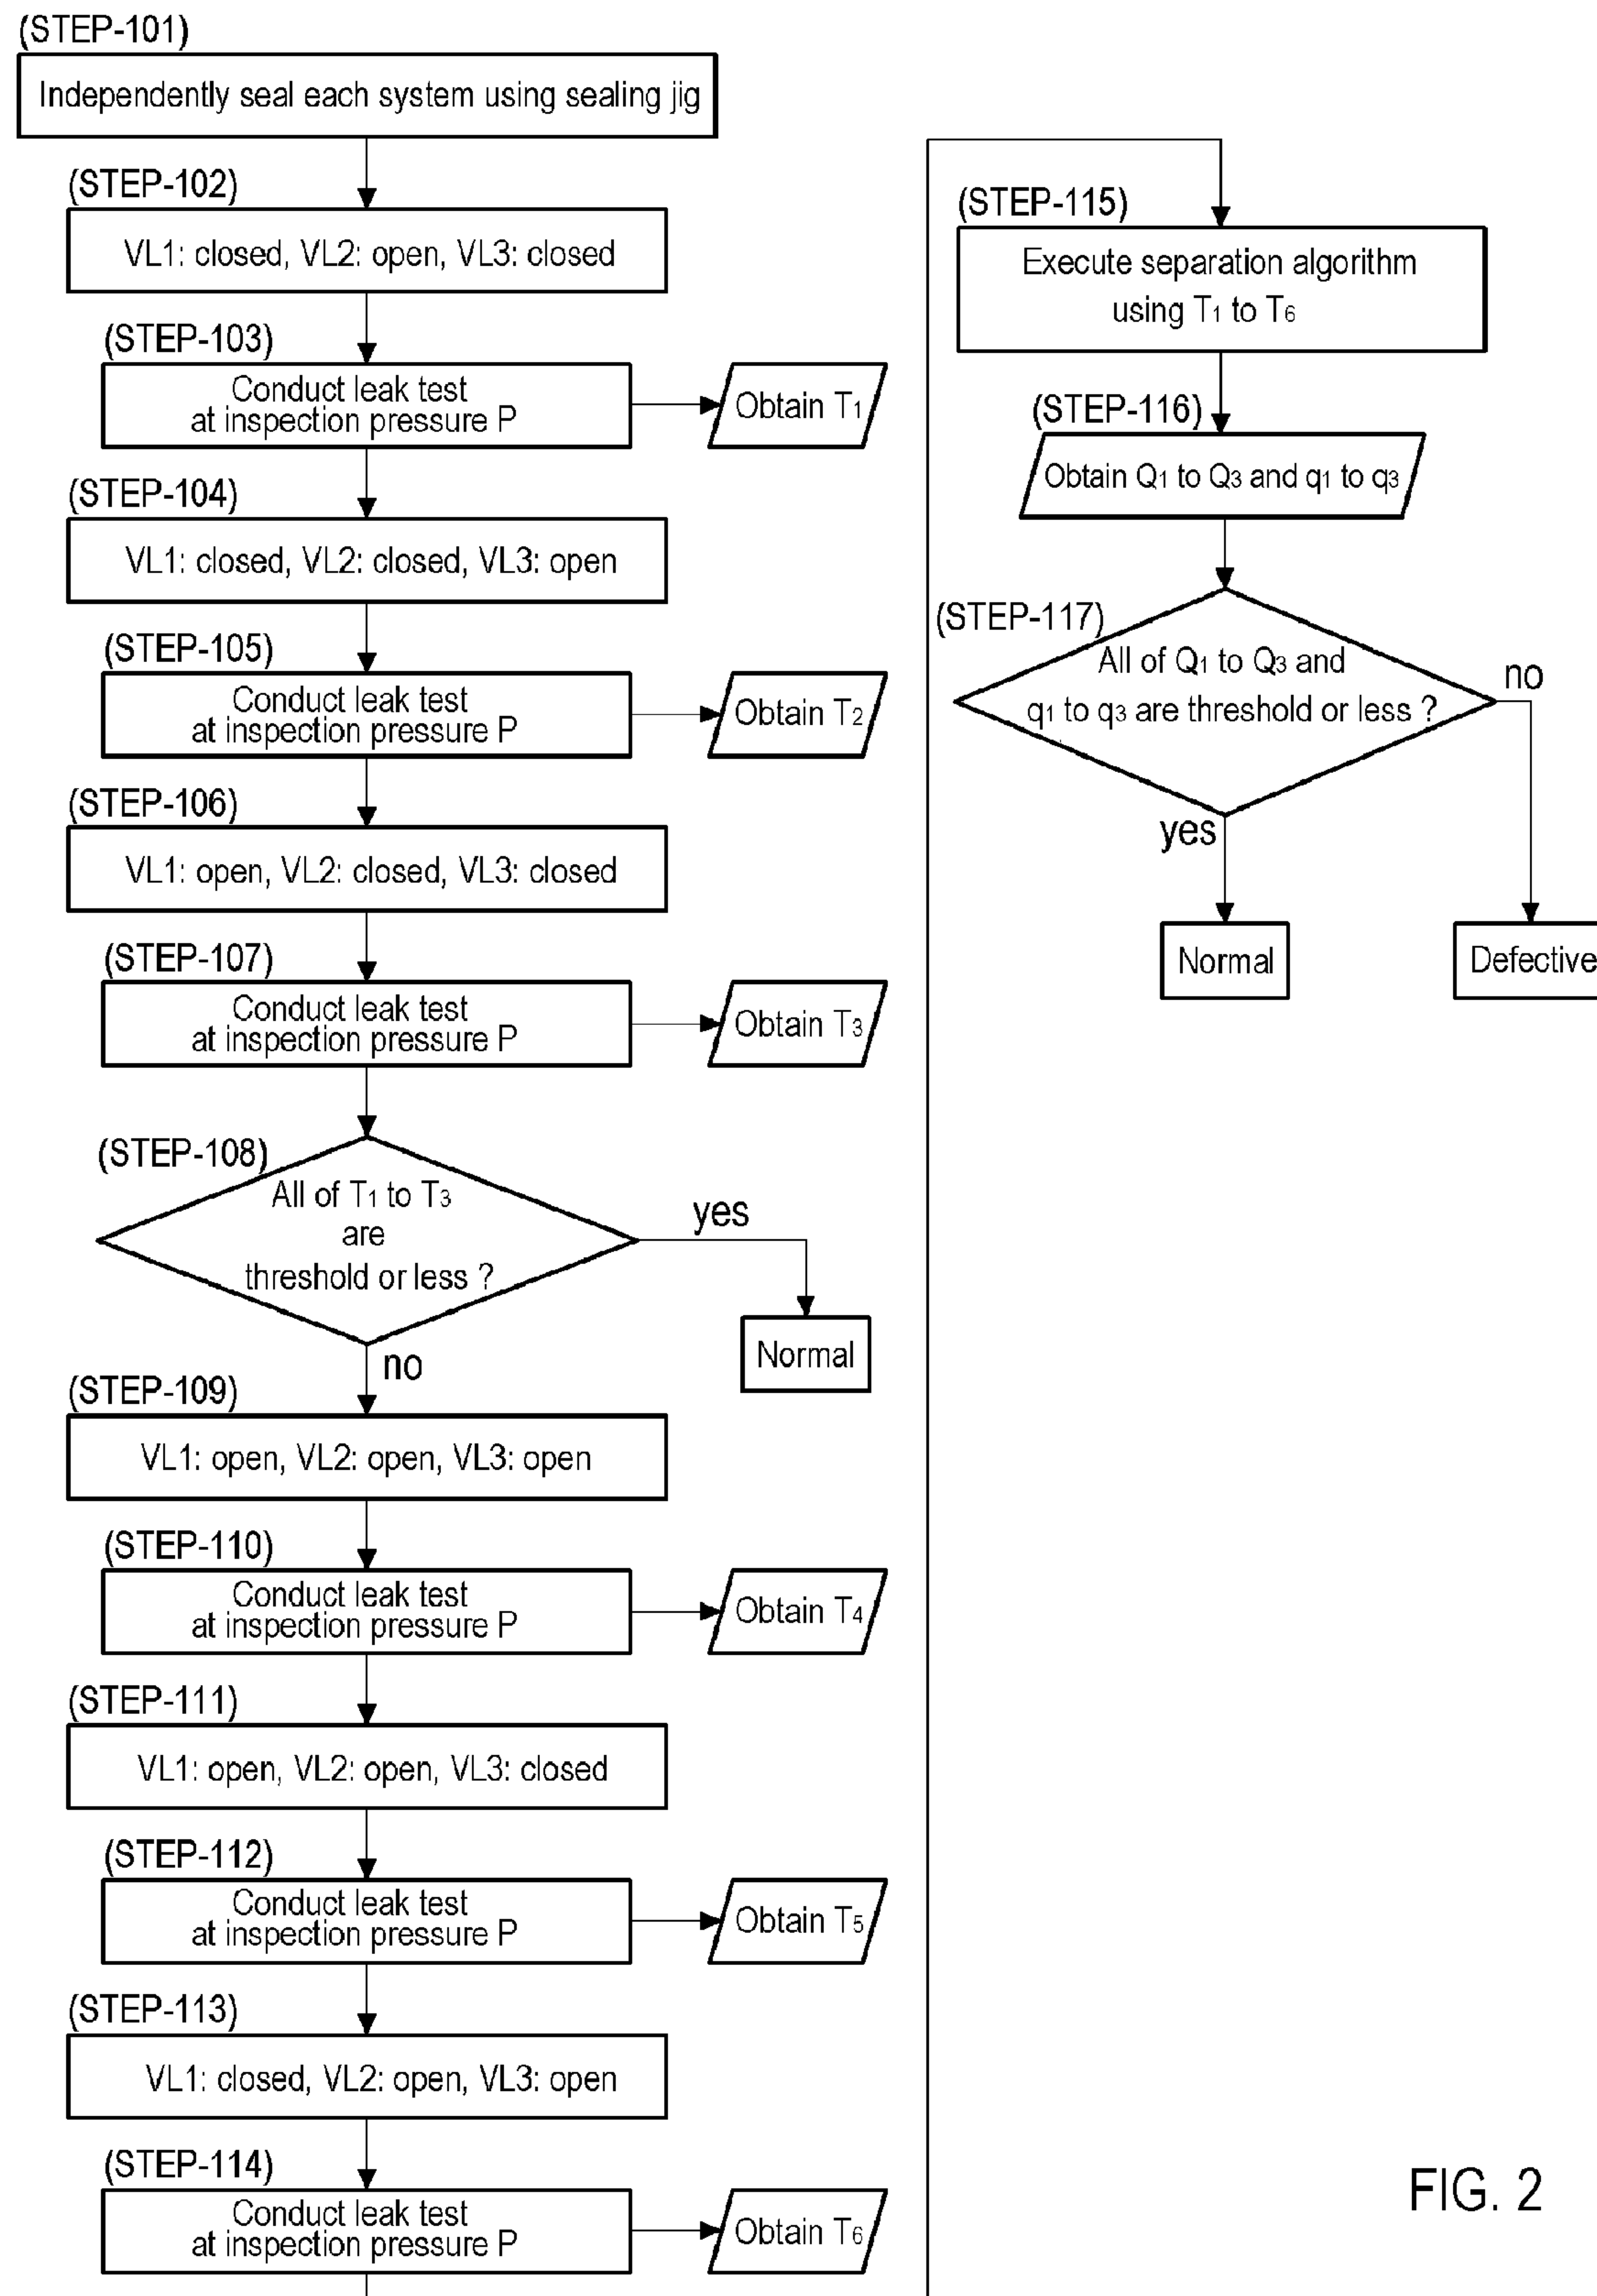 (STEP-101)
Independently seal each system using sealing jig
(STEP-102)
VL1: closed, VL2: open, VL3: closed
(STEP-103)
Conduct leak test
at inspection pressure P
Obtain T1
(STEP-104)
VL1: closed, VL2: closed, VL3: open
(STEP-105)
Conduct leak test
at inspection pressure P
Obtain T2
(STEP-106)
VL1: open, VL2: closed, VL3: closed
(STEP-107)
Conduct leak test
at inspection pressure P
Obtain T3
(STEP-108)
All of T1 to T3
are
threshold or less ?
yes
Normal
no
(STEP-109)
VL1: open, VL2: open, VL3: open
(STEP-110)
Conduct leak test
at inspection pressure P
Obtain T4
(STEP-111)
VL1: open, VL2: open, VL3: closed
(STEP-112)
Conduct leak test
at inspection pressure P
Obtain T5
(STEP-113)
VL1: closed, VL2: open, VL3: open
(STEP-114)
Conduct leak test
at inspection pressure P
Obtain T6
(STEP-115)
Execute separation algorithm
using T1 to T6
(STEP-116)
Obtain Q1 to Q3 and q1 to q3
(STEP-117)
All of Q1 to Q3 and
q1 to q3 are threshold or less ?
no
yes
Normal
Defective
FIG. 2